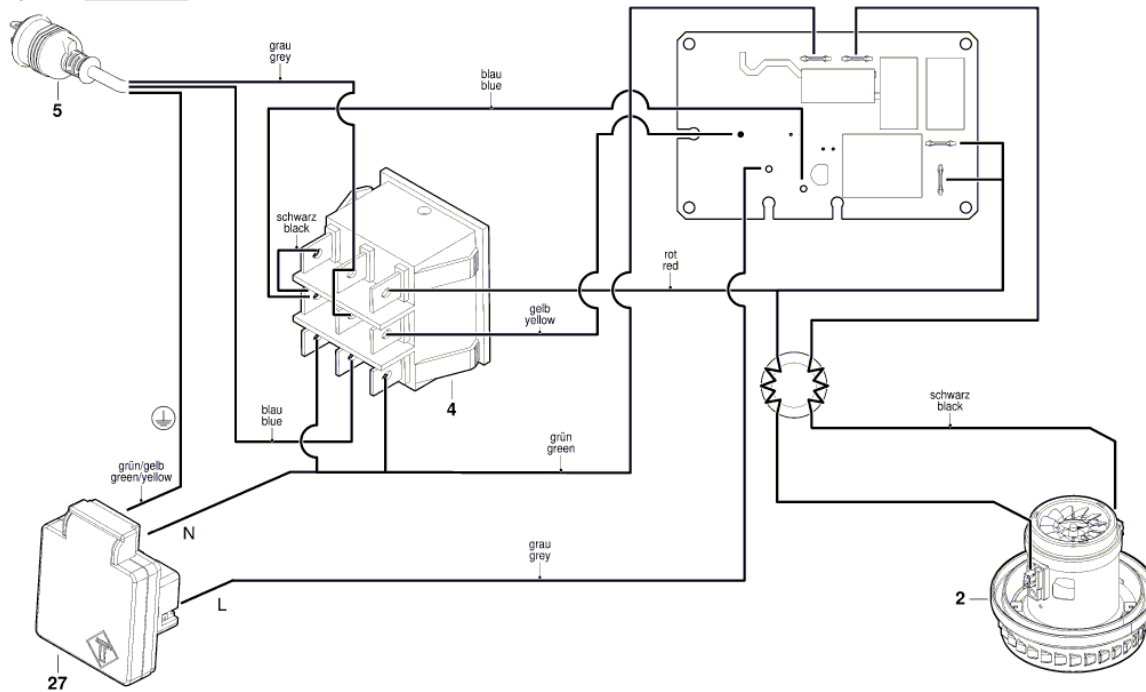 grau
grey
5
blau
blue
schwarz
black
rot
red
gelb
yellow
4
blau
blue
schwarz
black
grün
green
grün/gelb
green/yellow
N
grau
grey
L
2
27